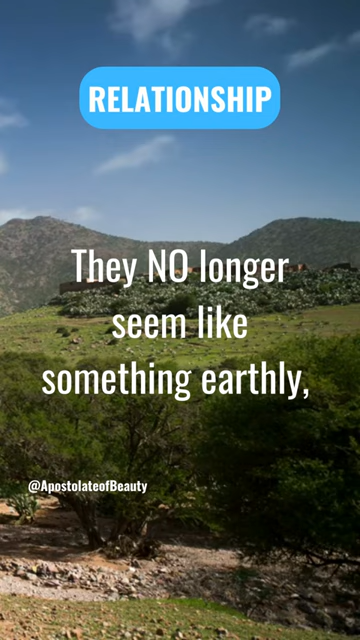 RELATIONSHIP
They NO longer
seem like
something earthly,
@ApostolateofBeauty